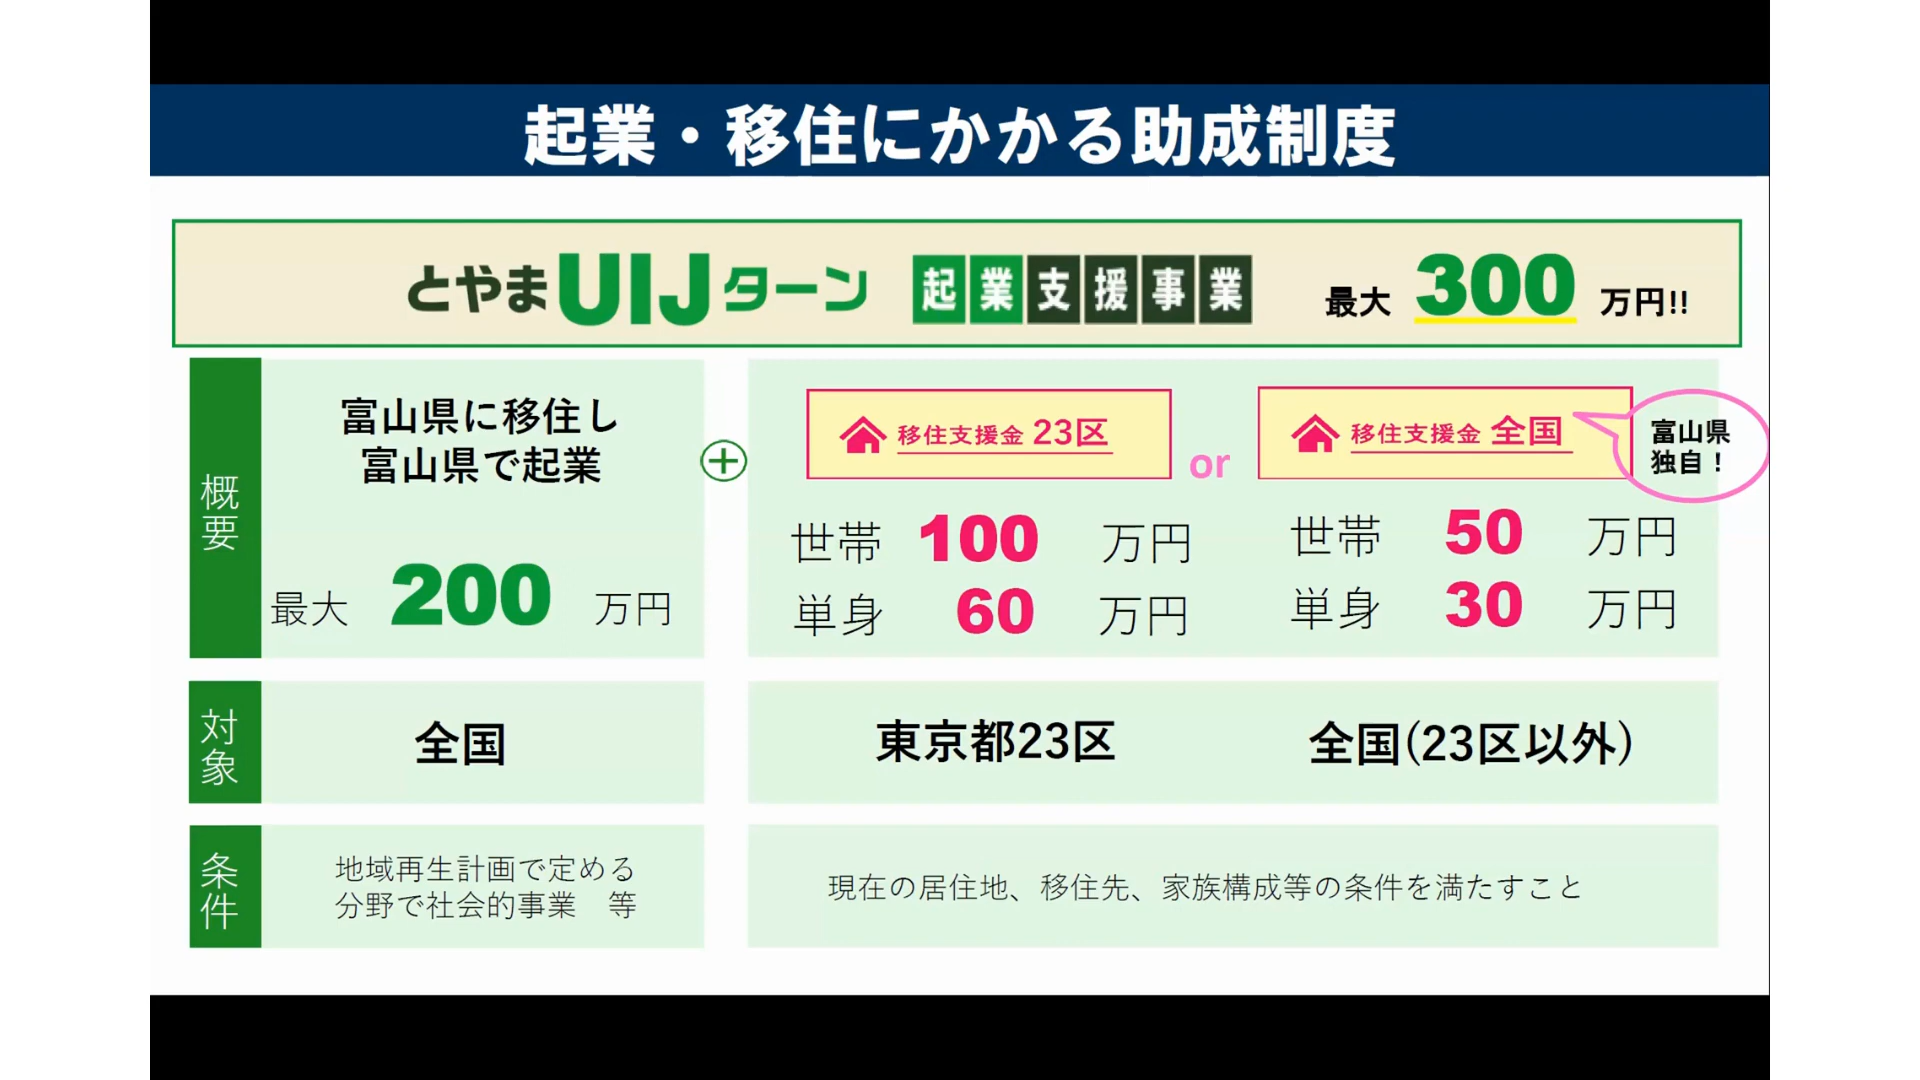 起業・移住にかかる助成制度
とやまUIJターン 起業支援事業 最大 300 万円!!
概要
富山県に移住し
富山県で起業
最大 200 万円
＋
移住支援金 23区
世帯 100 万円
単身 60 万円
or
移住支援金 全国
富山県
独自！
世帯 50 万円
単身 30 万円
対象
全国
東京都23区
全国(23区以外)
条件
地域再生計画で定める
分野で社会的事業　等
現在の居住地、移住先、家族構成等の条件を満たすこと